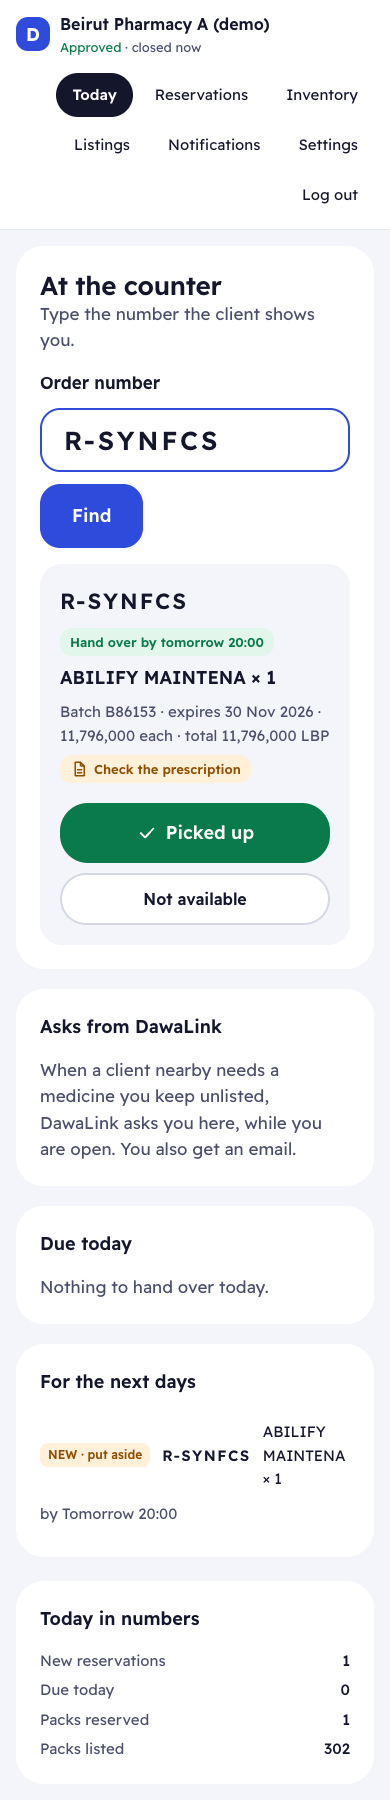 D
Beirut Pharmacy A (demo)
Approved · closed now
Today
Reservations
Inventory
Listings
Notifications
Settings
Log out
At the counter
Type the number the client shows
you.
Order number
R-SYNFCS
Find
R-SYNFCS
Hand over by tomorrow 20:00
ABILIFY MAINTENA × 1
Batch B86153 · expires 30 Nov 2026 ·
11,796,000 each · total 11,796,000 LBP
Check the prescription
Picked up
Not available
Asks from DawaLink
When a client nearby needs a
medicine you keep unlisted,
DawaLink asks you here, while you
are open. You also get an email.
Due today
Nothing to hand over today.
For the next days
NEW · put aside
R-SYNFCS
ABILIFY
MAINTENA
× 1
by Tomorrow 20:00
Today in numbers
New reservations 1
Due today 0
Packs reserved 1
Packs listed 302